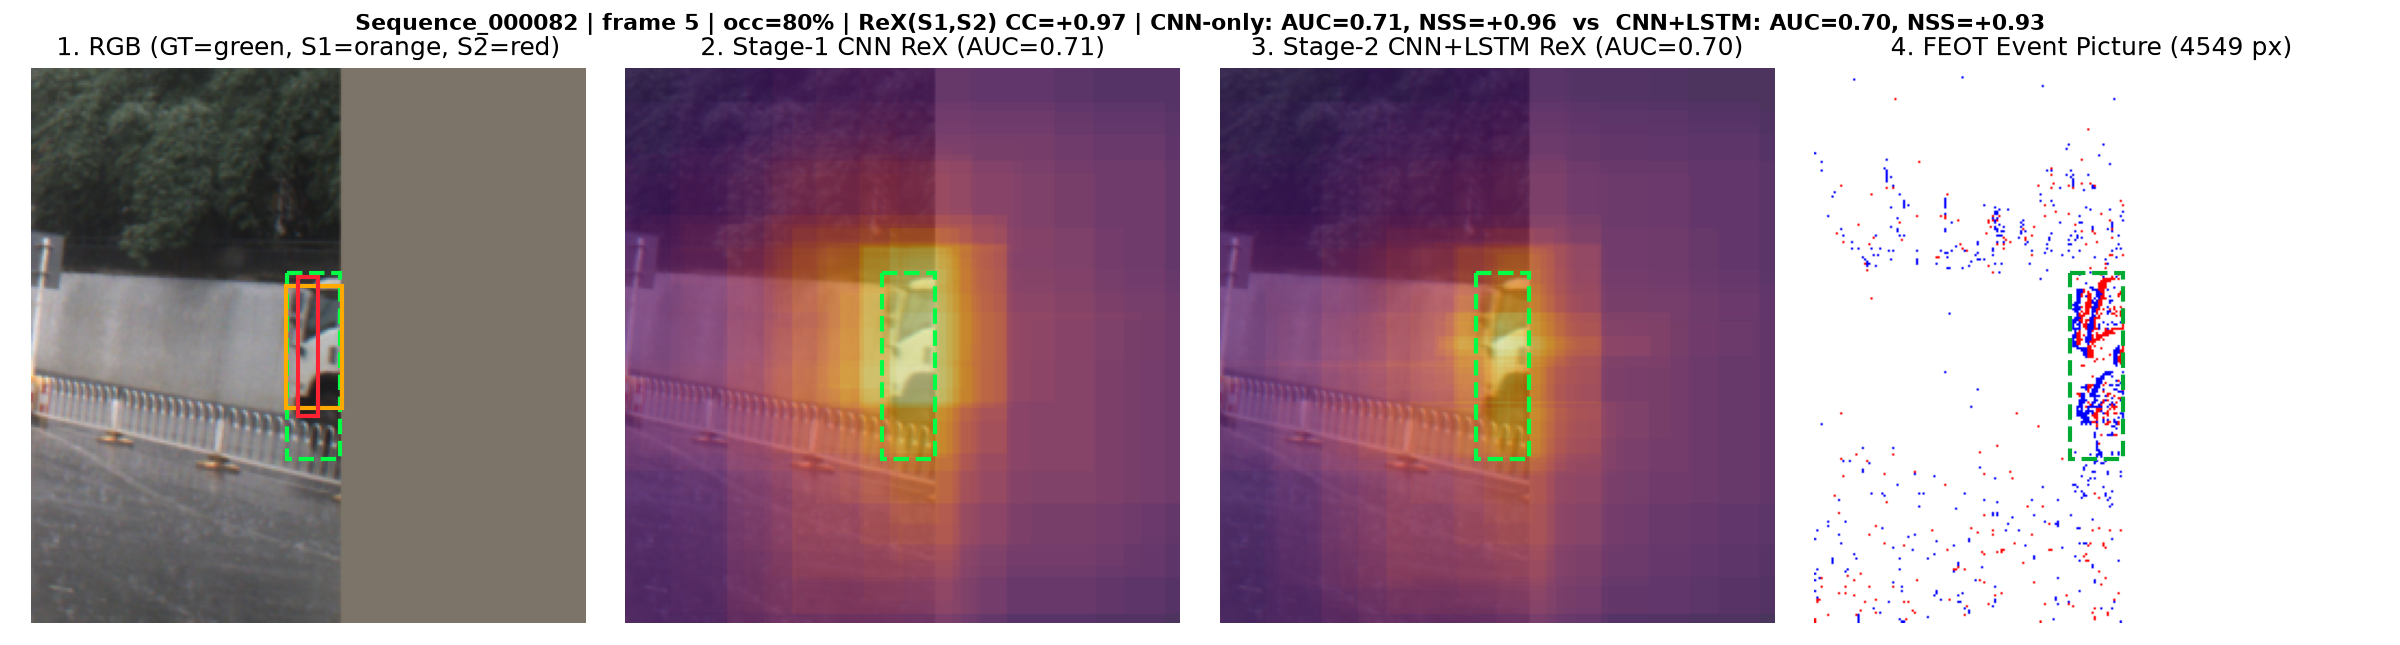 Sequence_000082 | frame 5 | occ=80% | ReX(S1,S2) CC=+0.97 | CNN-only: AUC=0.71, NSS=+0.96 vs CNN+LSTM: AUC=0.70, NSS=+0.93
1. RGB (GT=green, S1=orange, S2=red)
2. Stage-1 CNN ReX (AUC=0.71)
3. Stage-2 CNN+LSTM ReX (AUC=0.70)
4. FEOT Event Picture (4549 px)